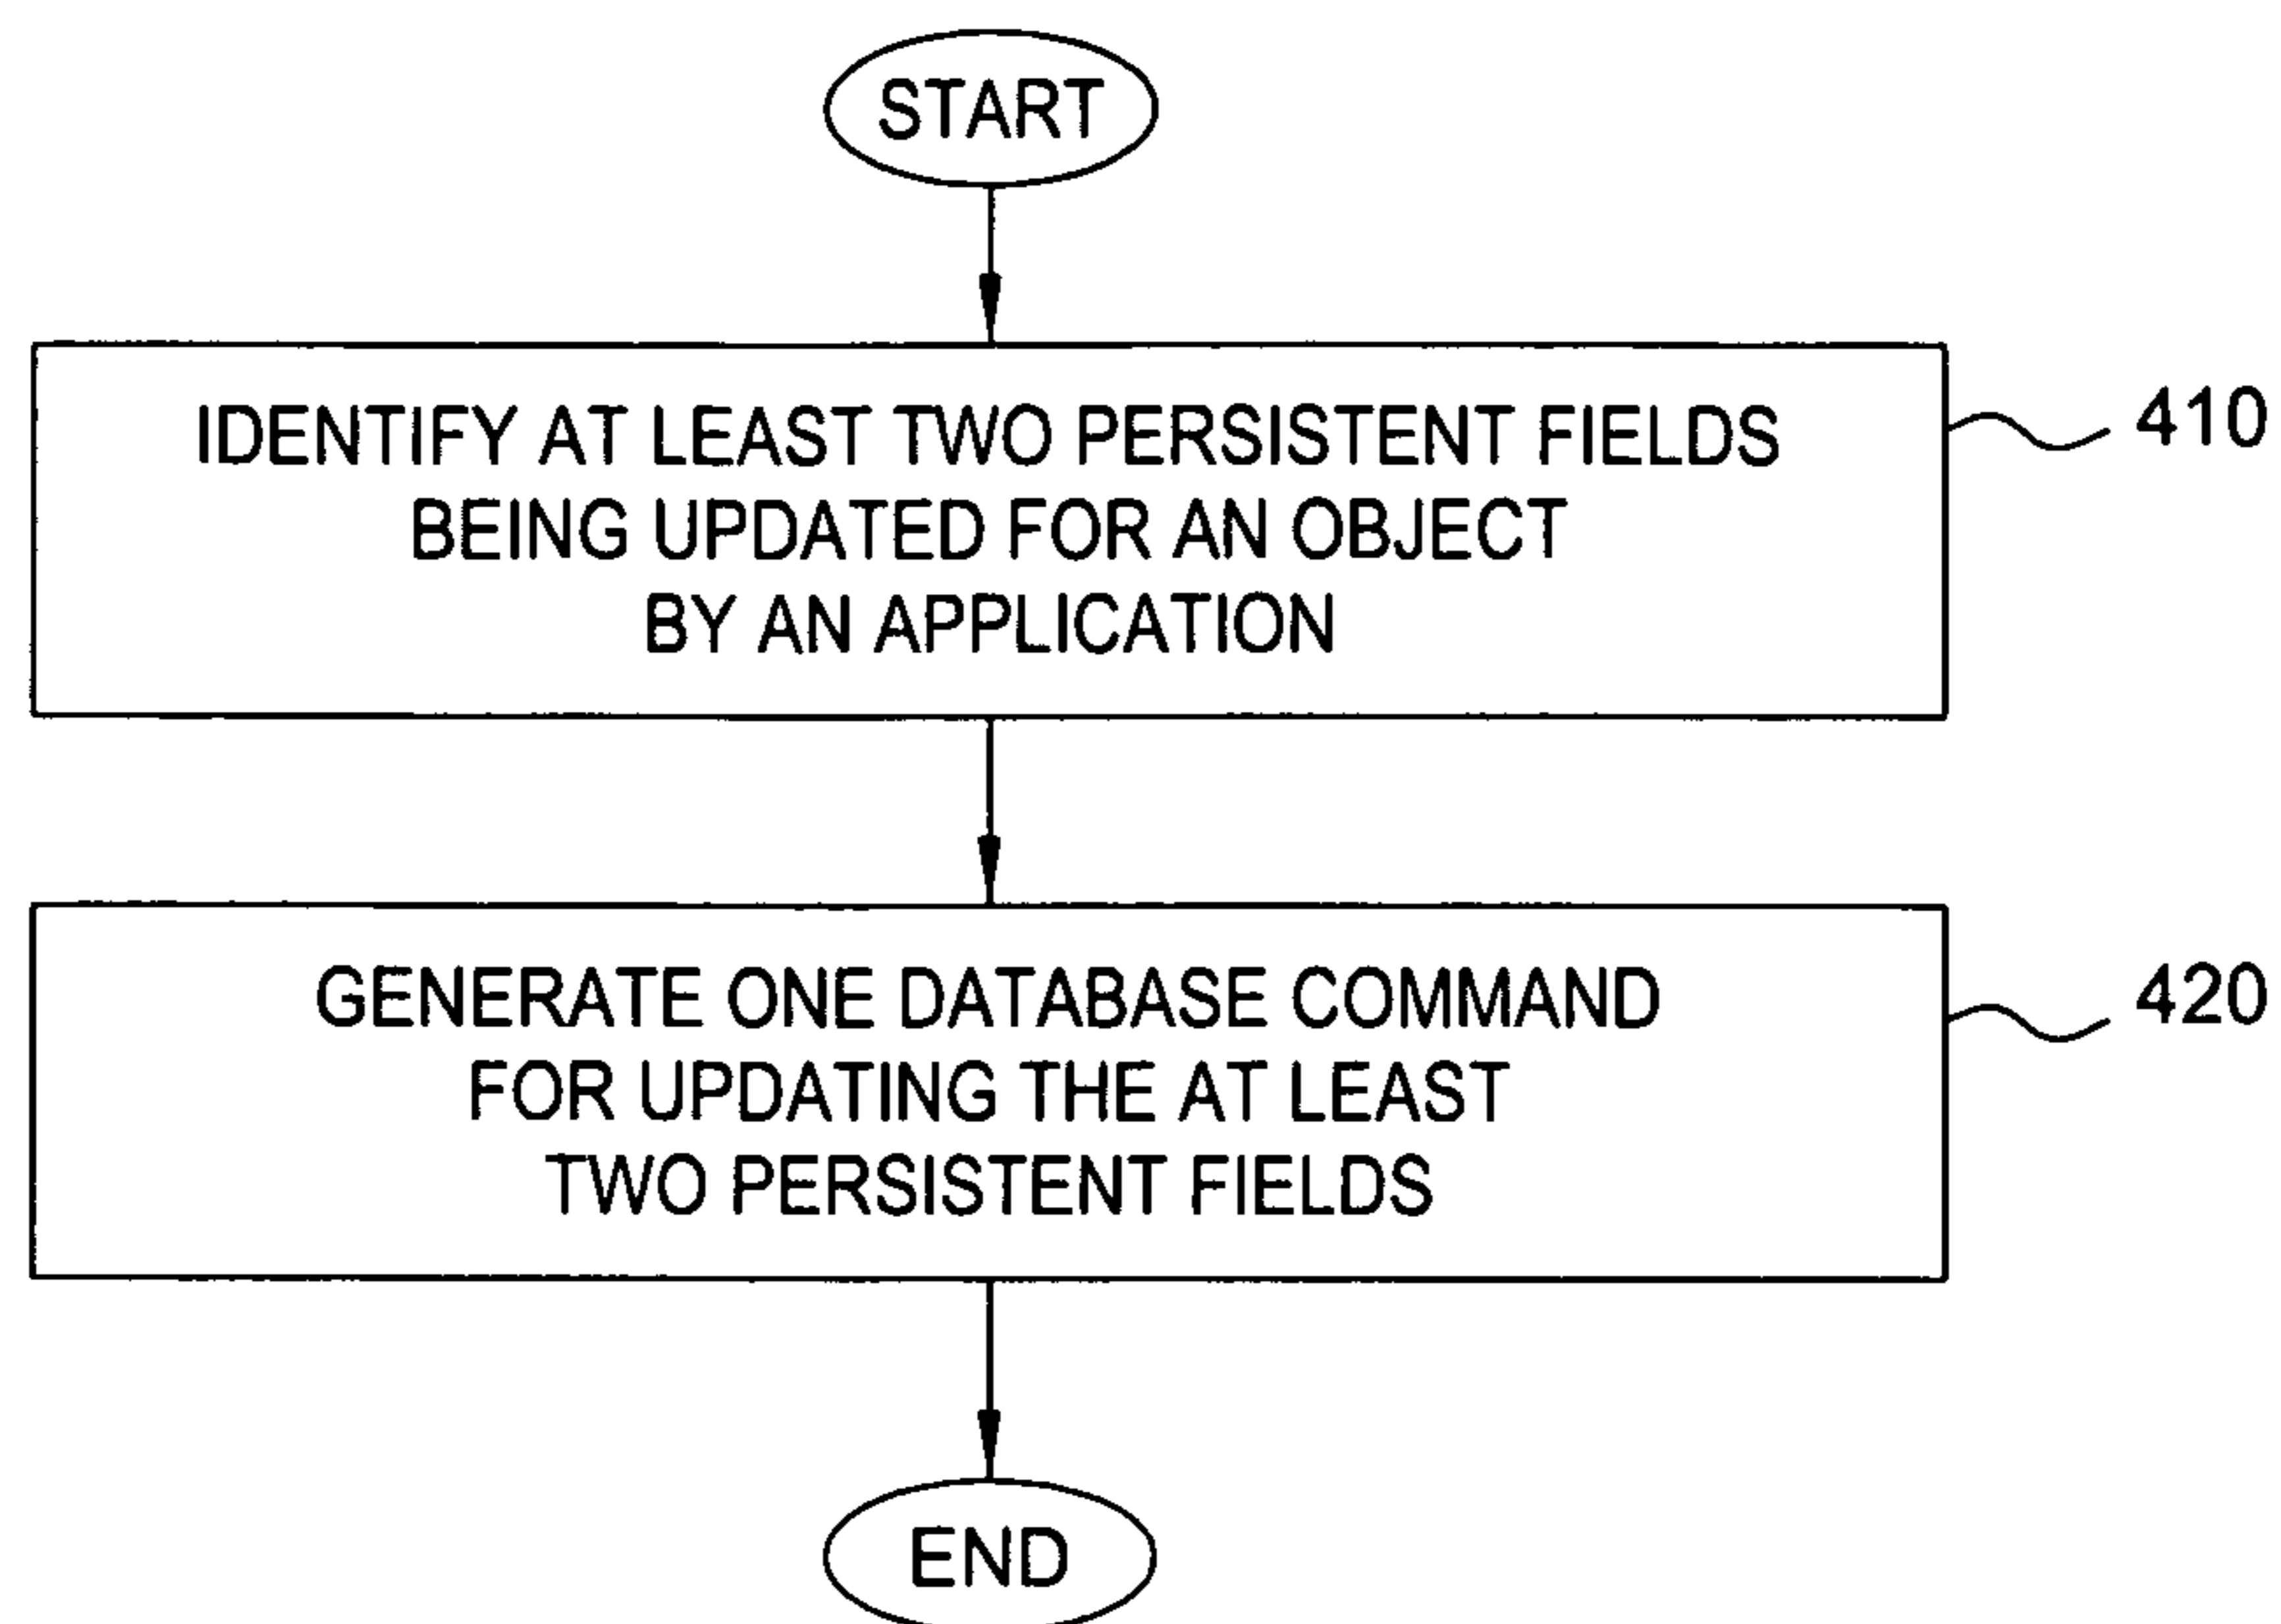 START
IDENTIFY AT LEAST TWO PERSISTENT FIELDS
BEING UPDATED FOR AN OBJECT
BY AN APPLICATION
410
GENERATE ONE DATABASE COMMAND
FOR UPDATING THE AT LEAST
TWO PERSISTENT FIELDS
420
END